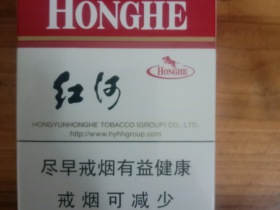 HONGHE
HONGHE
红河
HONGYUNHONGHE TOBACCO (GROUP) CO., LTD.
http://www.hyhhgroup.com
尽早戒烟有益健康
戒烟可减少